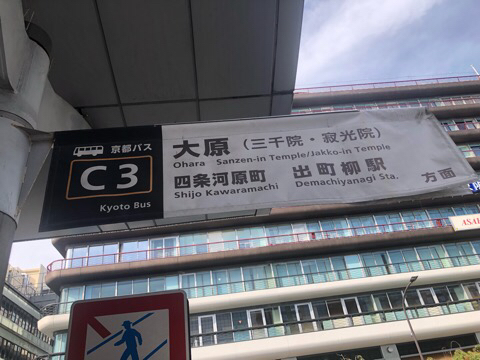 京都バス
C3
Kyoto Bus
大原 (三千院・寂光院)
Ohara Sanzen-in Temple/Jakko-in Temple
四条河原町 出町柳駅 方面
Shijo Kawaramachi Demachiyanagi Sta.